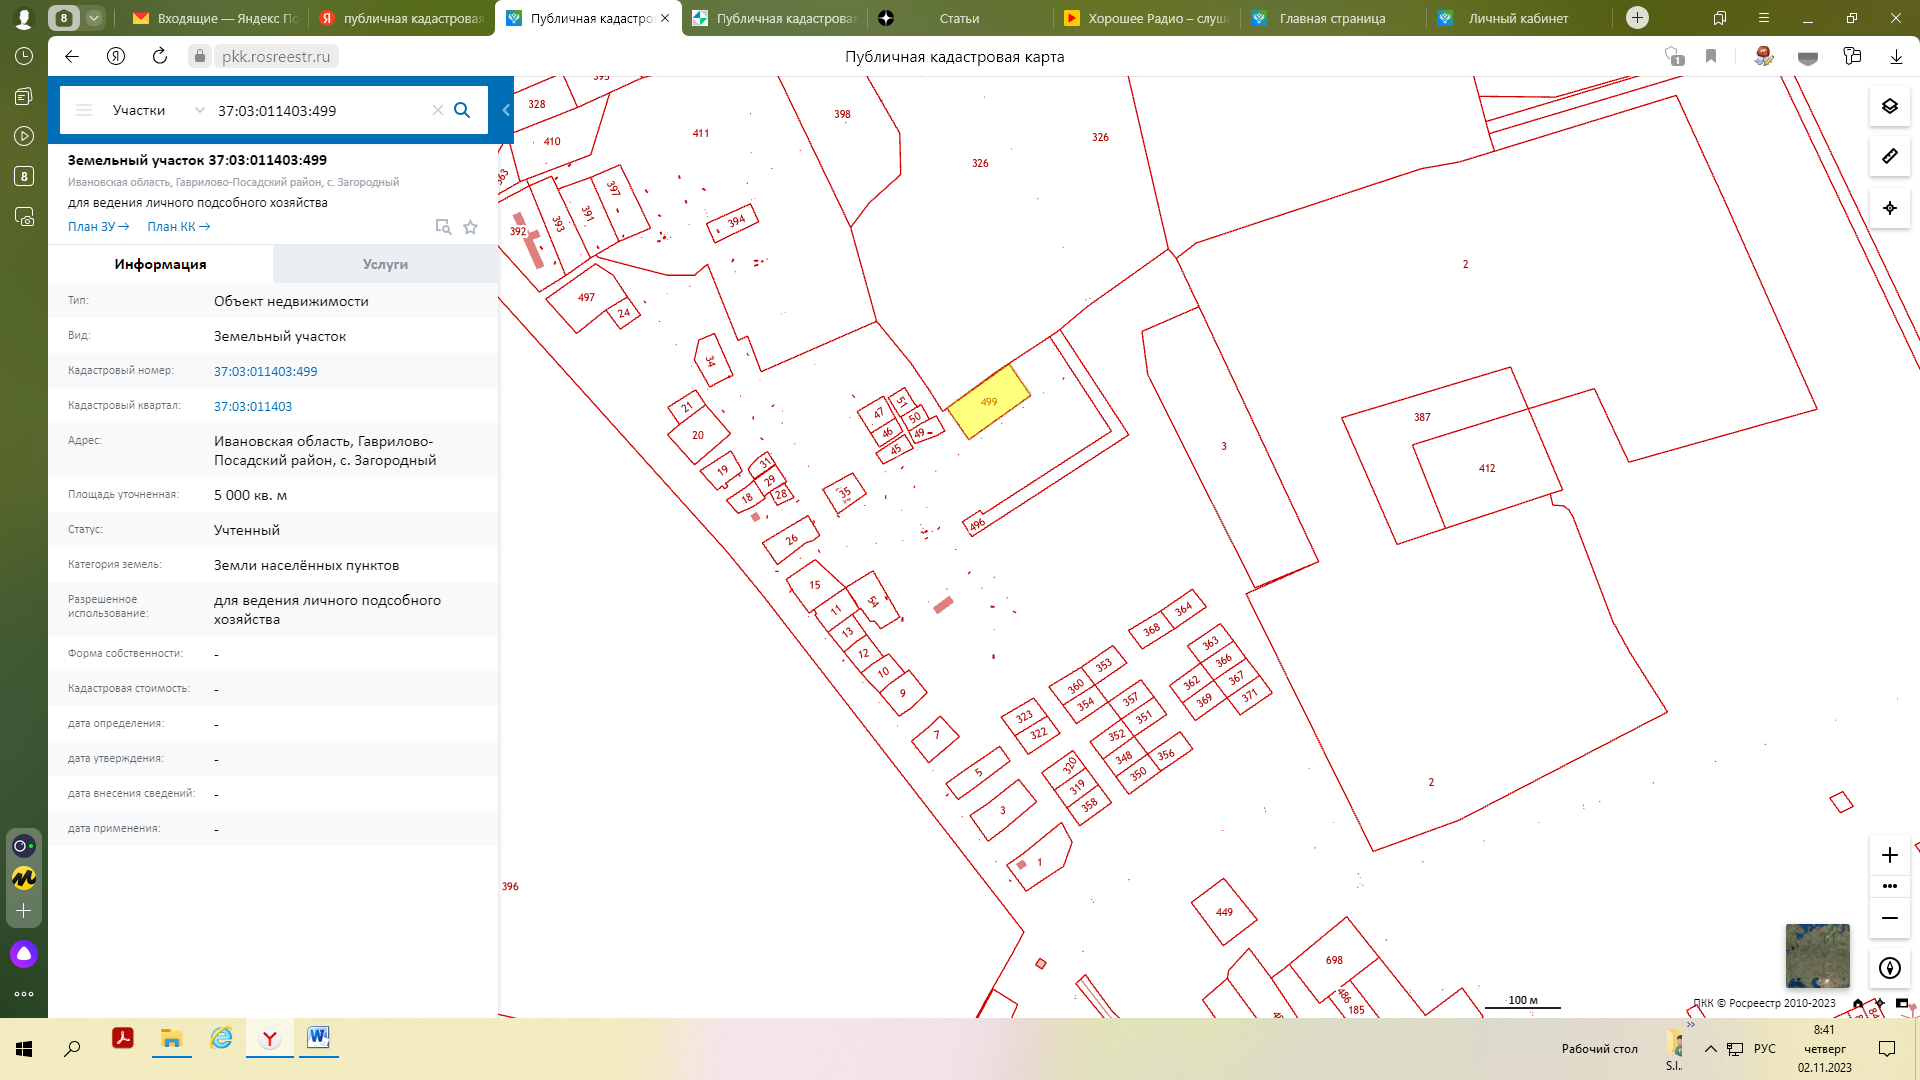 8
Входящие — Яндекс По
публичная кадастровая
Публичная кадастро
Публичная кадастрова
Статьи
Хорошее Радио – слуш
Главная страница
Личный кабинет
pkk.rosreestr.ru
Публичная кадастровая карта
1
8
Участки
37:03:011403:499
Земельный участок 37:03:011403:499
Ивановская область, Гаврилово-Посадский район, с. Загородный
для ведения личного подсобного хозяйства
План ЗУ →
План КК →
Информация
Услуги
Тип:
Объект недвижимости
Вид:
Земельный участок
Кадастровый номер:
37:03:011403:499
Кадастровый квартал:
37:03:011403
Адрес:
Ивановская область, Гаврилово-
Посадский район, с. Загородный
Площадь уточненная:
5 000 кв. м
Статус:
Учтенный
Категория земель:
Земли населённых пунктов
Разрешенное
использование:
для ведения личного подсобного
хозяйства
Форма собственности:
-
Кадастровая стоимость:
-
дата определения:
-
дата утверждения:
-
дата внесения сведений:
-
дата применения:
-
395
328
410
411
398
326
326
363
397
391
393
392
394
497
24
34
21
20
19
18
31
29
28
35
47
46
45
51
50
49
499
496
26
15
11
13
12
10
9
54
7
5
3
1
2
3
387
412
2
364
368
363
366
367
371
362
369
353
360
354
357
351
352
348
350
356
323
322
320
319
358
396
449
698
486
185
100 м
ПКК © Росреестр 2010-2023
Рабочий стол
S.I..
РУС
8:41
четверг
02.11.2023